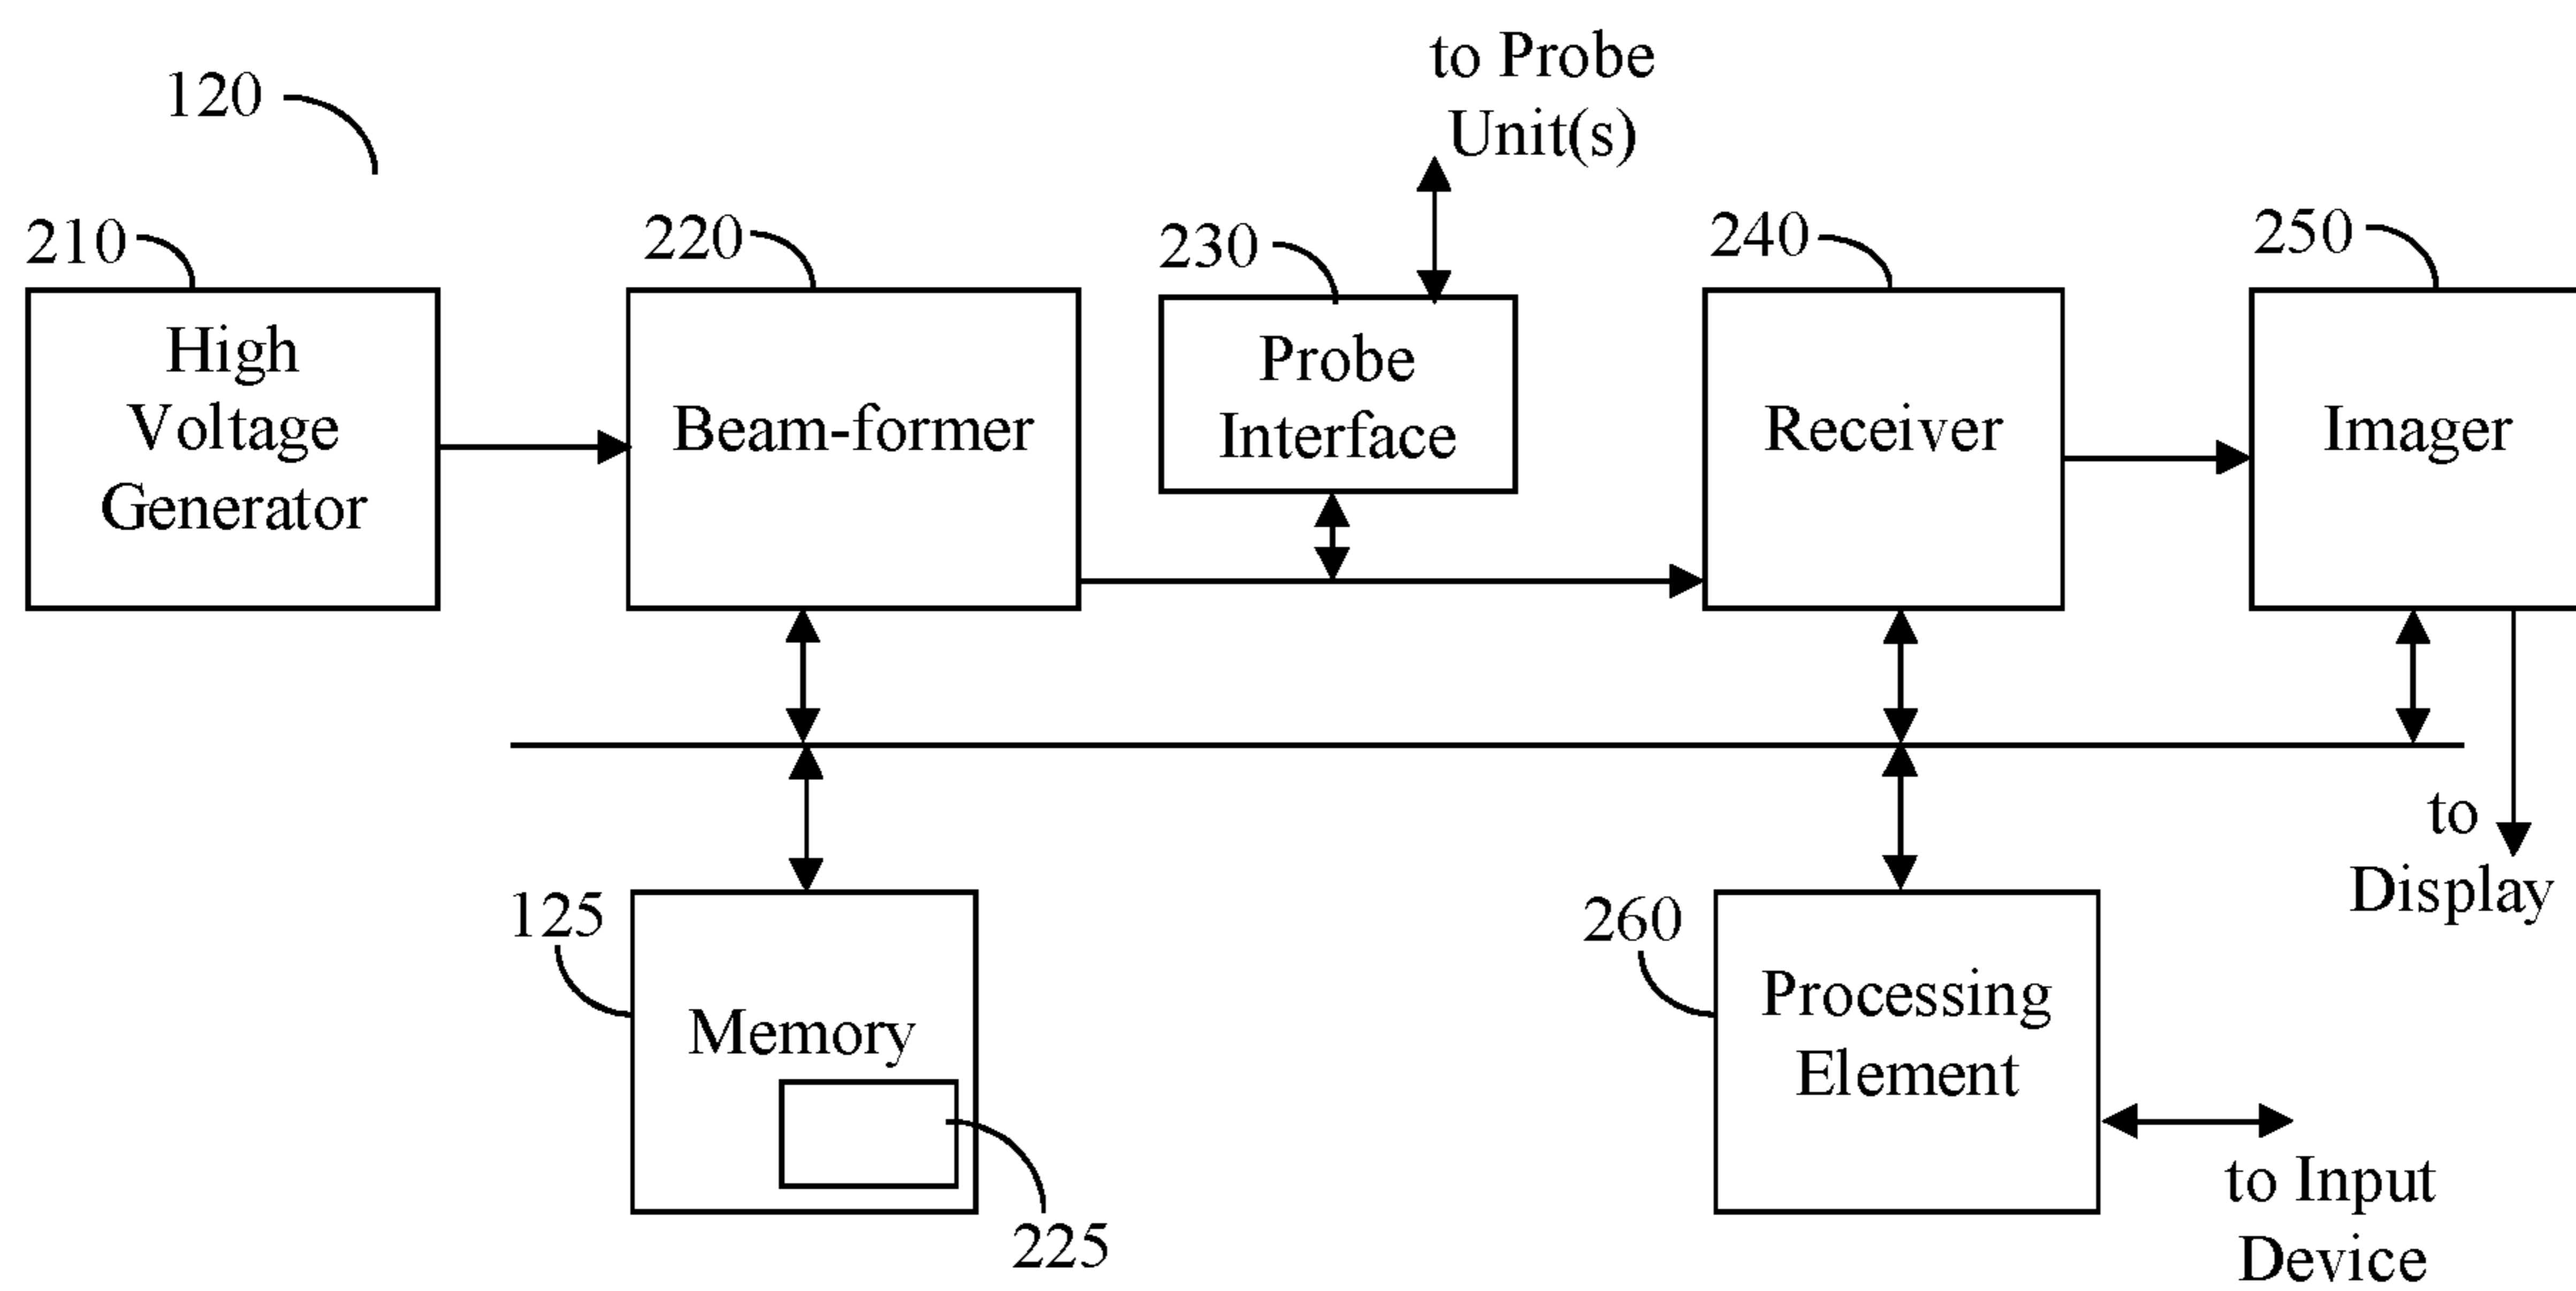 to Probe
Unit(s)
120
210
220
230
240
250
High
Voltage
Generator
Beam-former
Probe
Interface
Receiver
Imager
to
Display
125
Memory
225
260
Processing
Element
to Input
Device